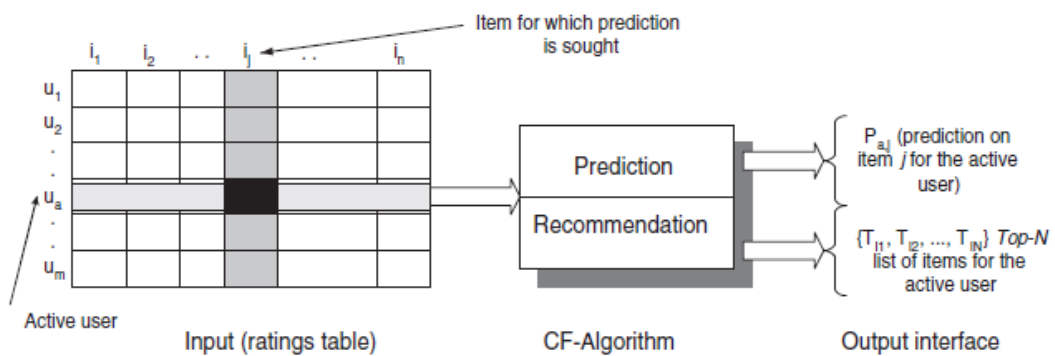 Item for which prediction
is sought
i1 i2 . . ij . . in
u1
u2
.
.
ua
.
.
um
Active user
Prediction
Recommendation
Pa,j (prediction on
item j for the active
user)
{TI1, TI2, ..., TIN} Top-N
list of items for the
active user
Input (ratings table) CF-Algorithm Output interface